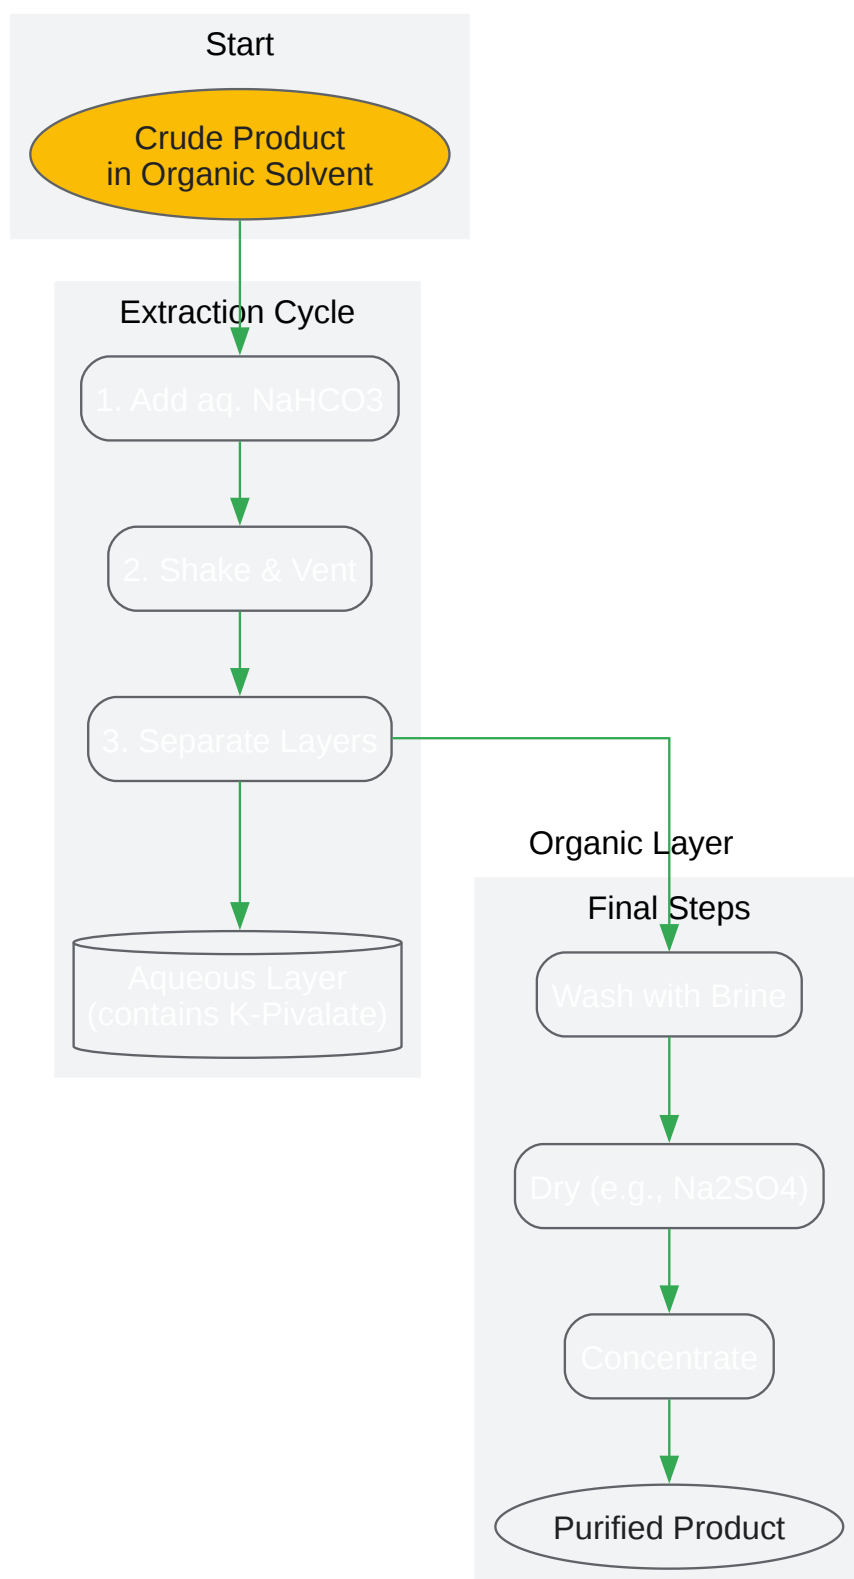 Start
Crude Product
in Organic Solvent
Extraction Cycle
1. Add aq. NaHCO3
2. Shake & Vent
3. Separate Layers
Aqueous Layer
(contains K-Pivalate)
Organic Layer
Final Steps
Wash with Brine
Dry (e.g., Na2SO4)
Concentrate
Purified Product